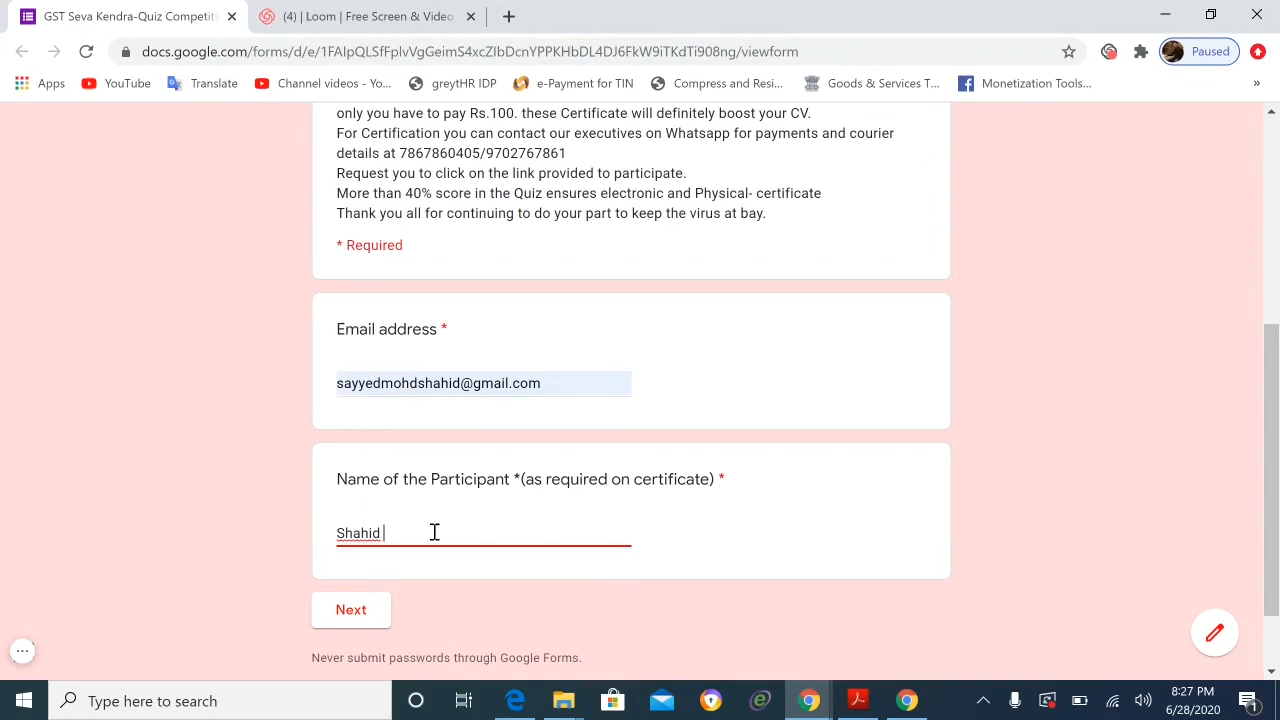 GST Seva Kendra-Quiz Competiti
(4) | Loom | Free Screen & Video
docs.google.com/forms/d/e/1FAIpQLSfFplvVgGeimS4xcZIbDcnYPPKHbDL4DJ6FkW9iTKdTi908ng/viewform
Paused
Apps
YouTube
Translate
Channel videos - Yo...
greytHR IDP
e-Payment for TIN
Compress and Resi...
Goods & Services T...
Monetization Tools...
»
only you have to pay Rs.100. these Certificate will definitely boost your CV.
For Certification you can contact our executives on Whatsapp for payments and courier
details at 7867860405/9702767861
Request you to click on the link provided to participate.
More than 40% score in the Quiz ensures electronic and Physical- certificate
Thank you all for continuing to do your part to keep the virus at bay.
* Required
Email address *
sayyedmohdshahid@gmail.com
Name of the Participant *(as required on certificate) *
Shahid
Next
Never submit passwords through Google Forms.
Type here to search
8:27 PM
6/28/2020
1